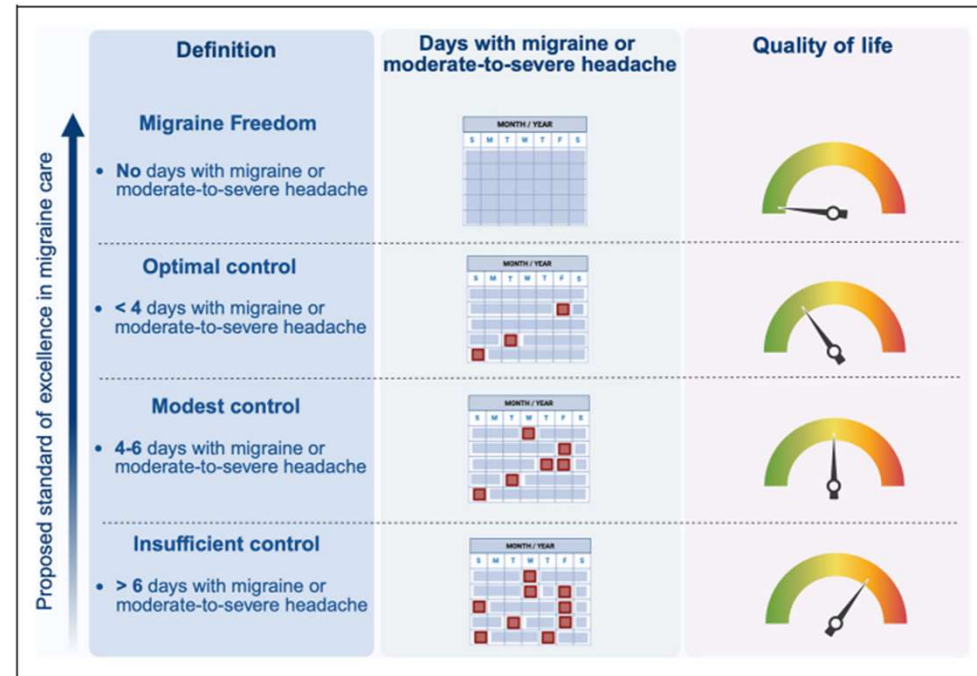 Proposed standard of excellence in migraine care
Definition
Days with migraine or
moderate-to-severe headache
Quality of life
Migraine Freedom
• No days with migraine or
moderate-to-severe headache
MONTH / YEAR
S M T W T F S
Optimal control
• < 4 days with migraine or
moderate-to-severe headache
MONTH / YEAR
S M T W T F S
Modest control
• 4-6 days with migraine or
moderate-to-severe headache
MONTH / YEAR
S M T W T F S
Insufficient control
• > 6 days with migraine or
moderate-to-severe headache
MONTH / YEAR
S M T W T F S